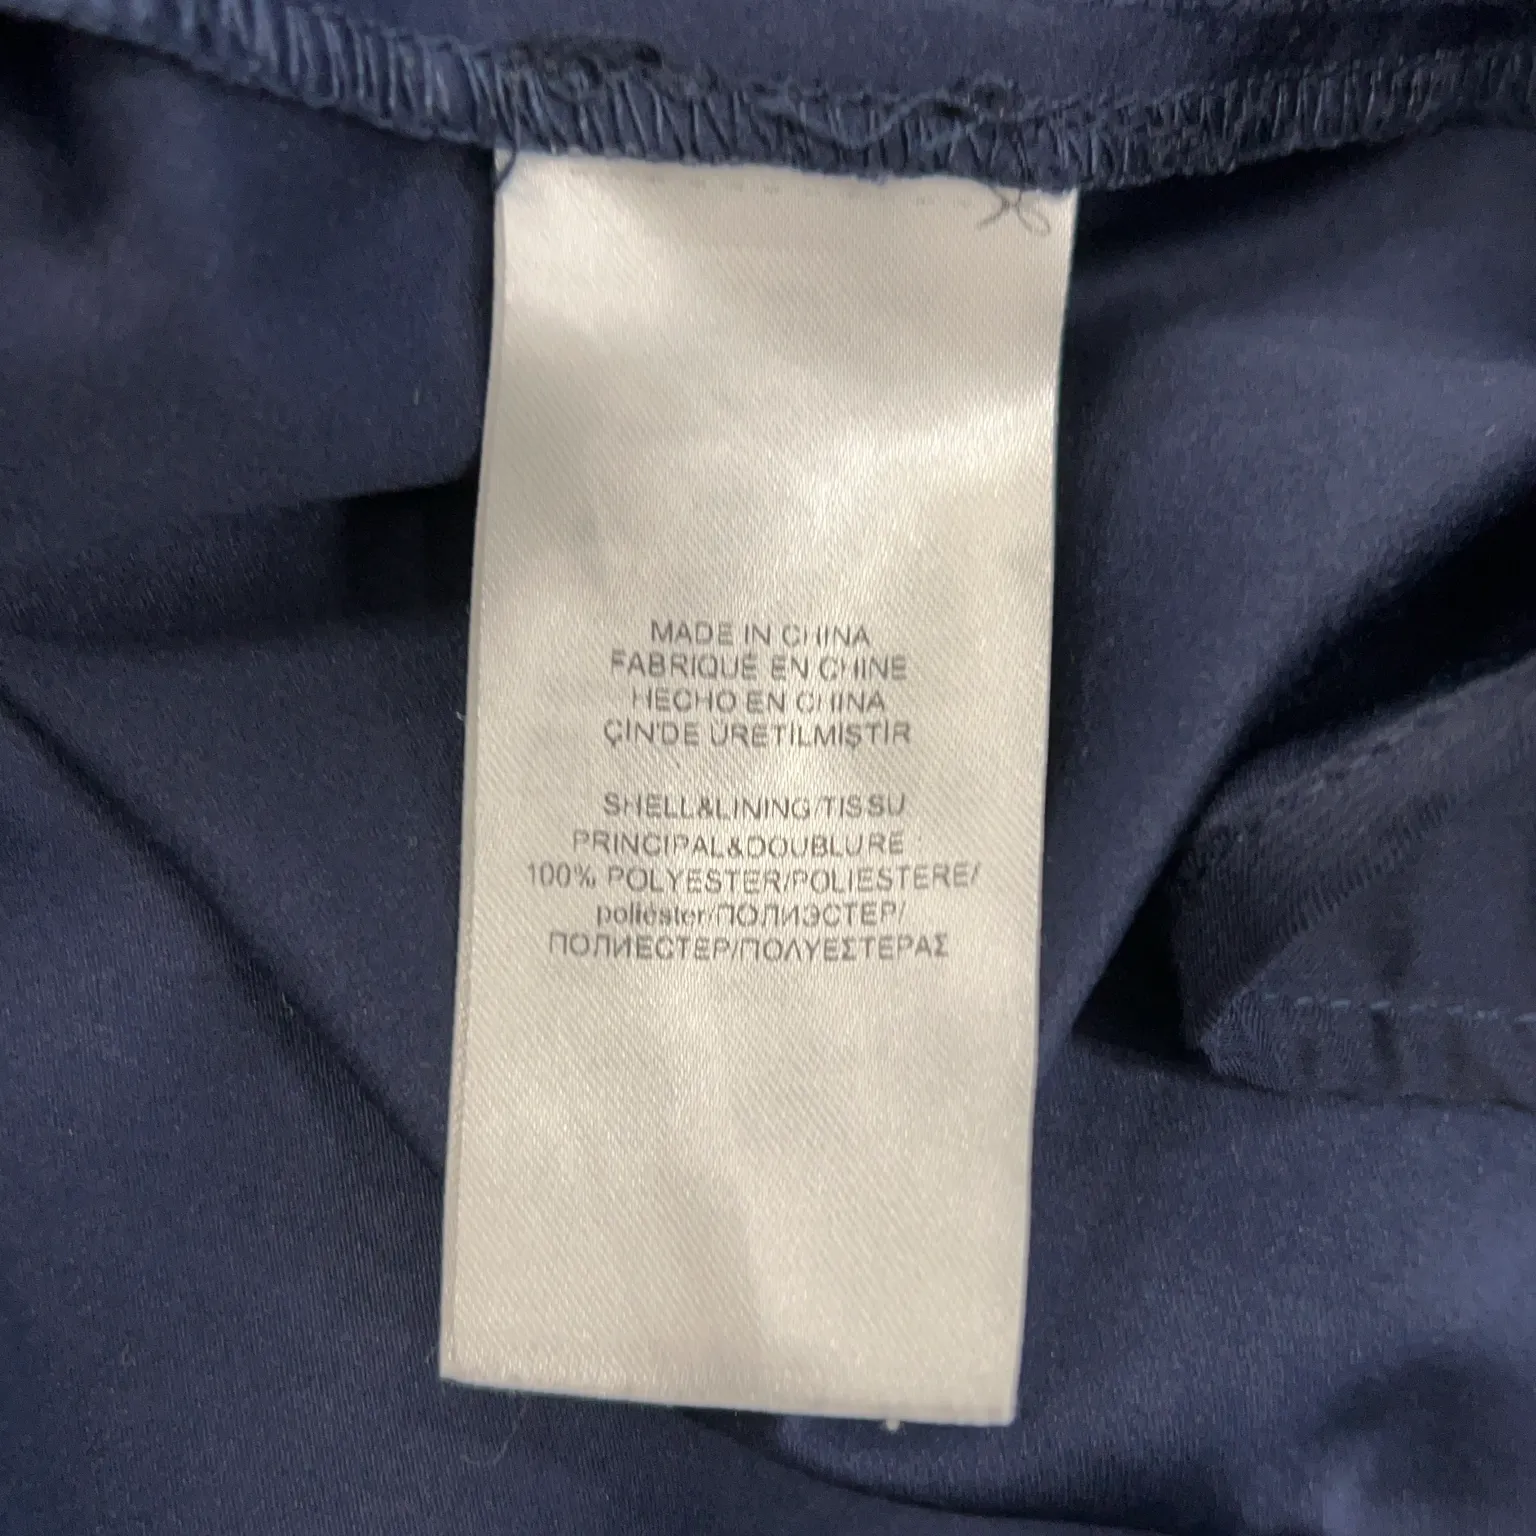 MADE IN CHINA
FABRIQUÉ EN CHINE
HECHO EN CHINA
ÇİN'DE ÜRETİLMİŞTİR
SHELL&LINING/TISSU
PRINCIPAL&DOUBLURE
100% POLYESTER/POLIESTERE/
poliéster/ПОЛИЭСТЕР/
ПОЛИЕСТЕР/ΠΟΛΥΕΣΤΕΡΑΣ